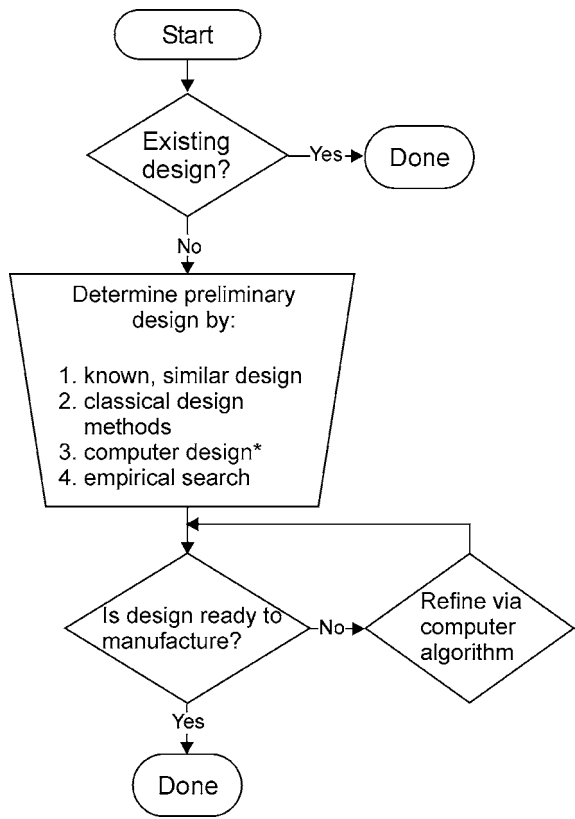 Start
Existing
design?
Yes
Done
No
Determine preliminary
design by:
1. known, similar design
2. classical design
methods
3. computer design*
4. empirical search
Is design ready to
manufacture?
No
Refine via
computer
algorithm
Yes
Done